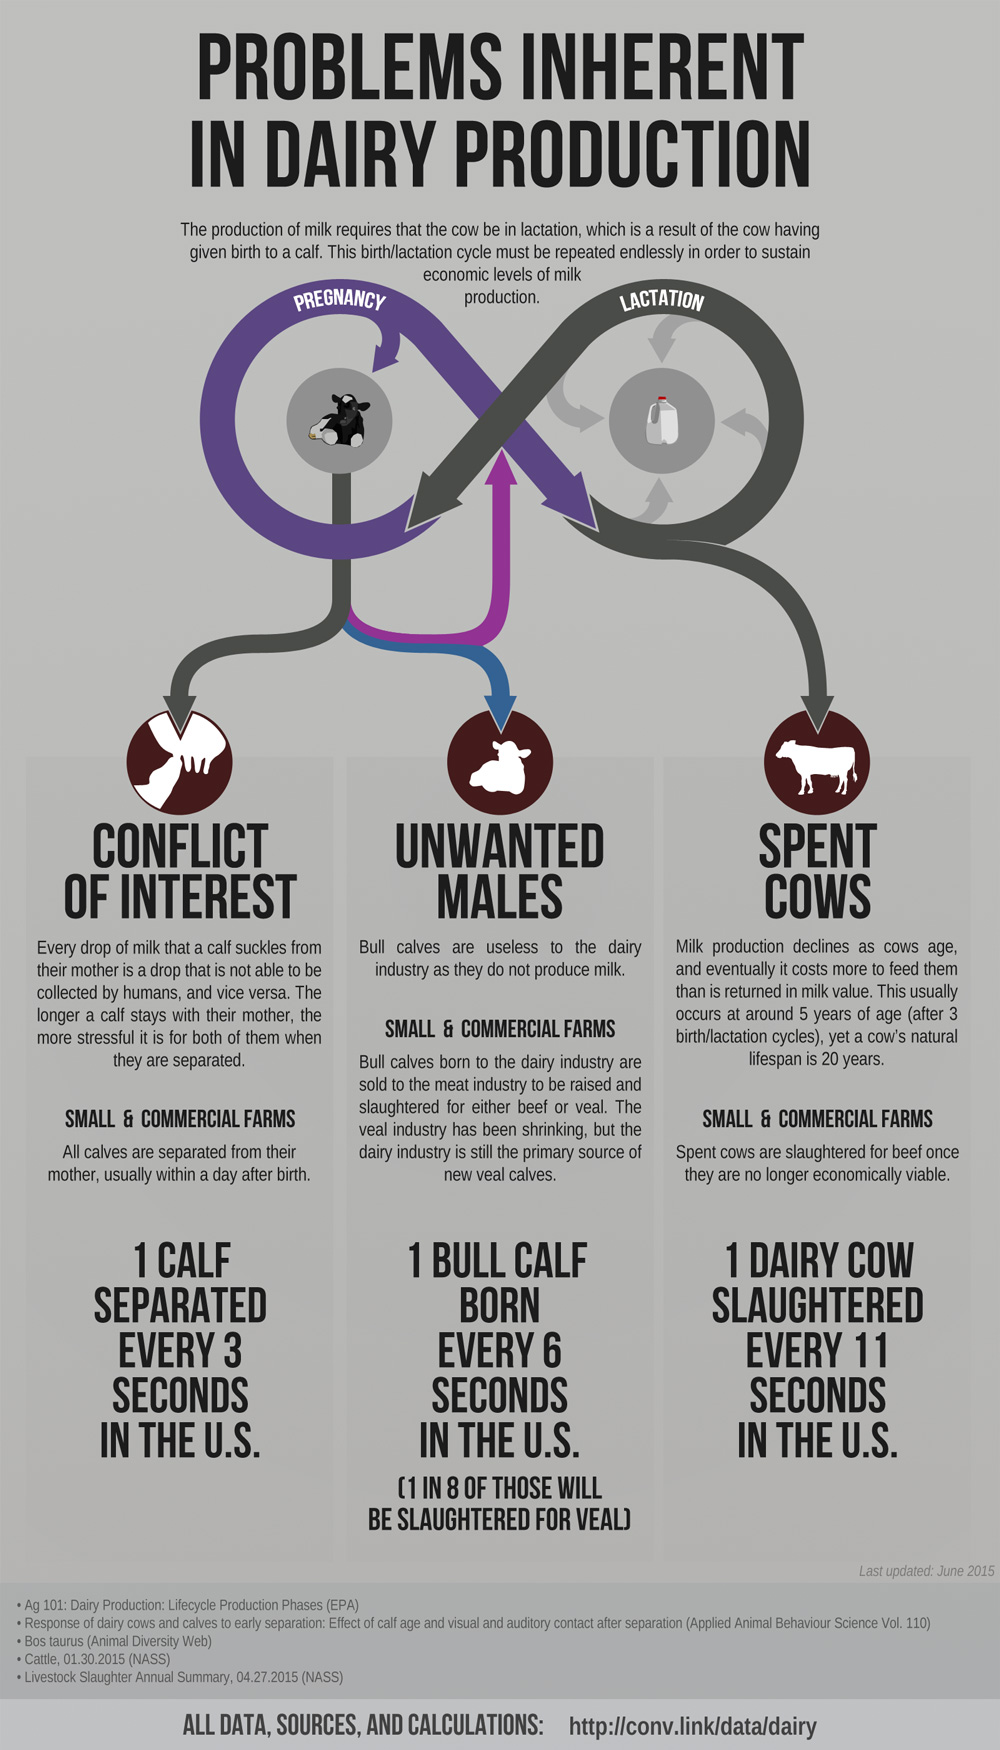 PROBLEMS INHERENT
IN DAIRY PRODUCTION
The production of milk requires that the cow be in lactation, which is a result of the cow having
given birth to a calf. This birth/lactation cycle must be repeated endlessly in order to sustain
economic levels of milk
production.
PREGNANCY
LACTATION
CONFLICT
OF INTEREST
Every drop of milk that a calf suckles from
their mother is a drop that is not able to be
collected by humans, and vice versa. The
longer a calf stays with their mother, the
more stressful it is for both of them when
they are separated.
SMALL & COMMERCIAL FARMS
All calves are separated from their
mother, usually within a day after birth.
1 CALF
SEPARATED
EVERY 3
SECONDS
IN THE U.S.
UNWANTED
MALES
Bull calves are useless to the dairy
industry as they do not produce milk.
SMALL & COMMERCIAL FARMS
Bull calves born to the dairy industry are
sold to the meat industry to be raised and
slaughtered for either beef or veal. The
veal industry has been shrinking, but the
dairy industry is still the primary source of
new veal calves.
1 BULL CALF
BORN
EVERY 6
SECONDS
IN THE U.S.
(1 IN 8 OF THOSE WILL
BE SLAUGHTERED FOR VEAL)
SPENT
COWS
Milk production declines as cows age,
and eventually it costs more to feed them
than is returned in milk value. This usually
occurs at around 5 years of age (after 3
birth/lactation cycles), yet a cow's natural
lifespan is 20 years.
SMALL & COMMERCIAL FARMS
Spent cows are slaughtered for beef once
they are no longer economically viable.
1 DAIRY COW
SLAUGHTERED
EVERY 11
SECONDS
IN THE U.S.
Last updated: June 2015
• Ag 101: Dairy Production: Lifecycle Production Phases (EPA)
• Response of dairy cows and calves to early separation: Effect of calf age and visual and auditory contact after separation (Applied Animal Behaviour Science Vol. 110)
• Bos taurus (Animal Diversity Web)
• Cattle, 01.30.2015 (NASS)
• Livestock Slaughter Annual Summary, 04.27.2015 (NASS)
ALL DATA, SOURCES, AND CALCULATIONS: http://conv.link/data/dairy